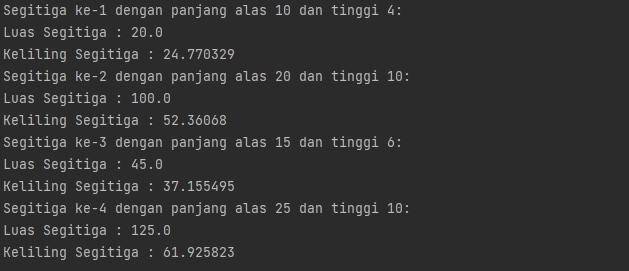 Segitiga ke-1 dengan panjang alas 10 dan tinggi 4:
Luas Segitiga : 20.0
Keliling Segitiga : 24.770329
Segitiga ke-2 dengan panjang alas 20 dan tinggi 10:
Luas Segitiga : 100.0
Keliling Segitiga : 52.36068
Segitiga ke-3 dengan panjang alas 15 dan tinggi 6:
Luas Segitiga : 45.0
Keliling Segitiga : 37.155495
Segitiga ke-4 dengan panjang alas 25 dan tinggi 10:
Luas Segitiga : 125.0
Keliling Segitiga : 61.925823